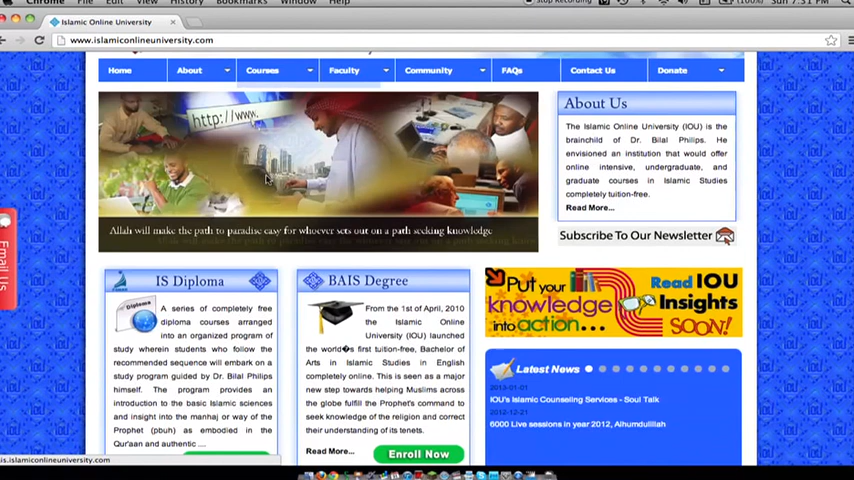 Chrome File Edit View History Bookmarks Window Help
Stop Recording
(100%) Sun 7:31 PM
Islamic Online University
www.islamiconlineuniversity.com
Home About Courses Faculty Community FAQs Contact Us Donate
http://www.
Allah will make the path to paradise easy for whoever sets out on a path seeking knowledge
About Us
The Islamic Online University (IOU) is the
brainchild of Dr. Bilal Philips. He
envisioned an institution that would offer
online intensive, undergraduate, and
graduate courses in Islamic Studies
completely tuition-free.
Read More...
Subscribe To Our Newsletter
Email Us
IS Diploma
Diploma
A series of completely free
diploma courses arranged
into an organized program of
study wherein students who follow the
recommended sequence will embark on a
study program guided by Dr. Bilal Philips
himself. The program provides an
introduction to the basic Islamic sciences
and insight into the manhaj or way of the
Prophet (pbuh) as embodied in the
Qur'aan and authentic ....
BAIS Degree
From the 1st of April, 2010
the Islamic Online
University (IOU) launched
the world�s first tuition-free, Bachelor of
Arts in Islamic Studies in English
completely online. This is seen as a major
new step towards helping Muslims across
the globe fulfill the Prophet's command to
seek knowledge of the religion and correct
their understanding of its tenets.
Read More...
Enroll Now
Put your
knowledge
into action...
Read IOU
Insights
SOON!
Latest News
2013-01-01
IOU's Islamic Counseling Services - Soul Talk
2012-12-21
6000 Live sessions in year 2012, Alhumdulillah
is.islamiconlineuniversity.com